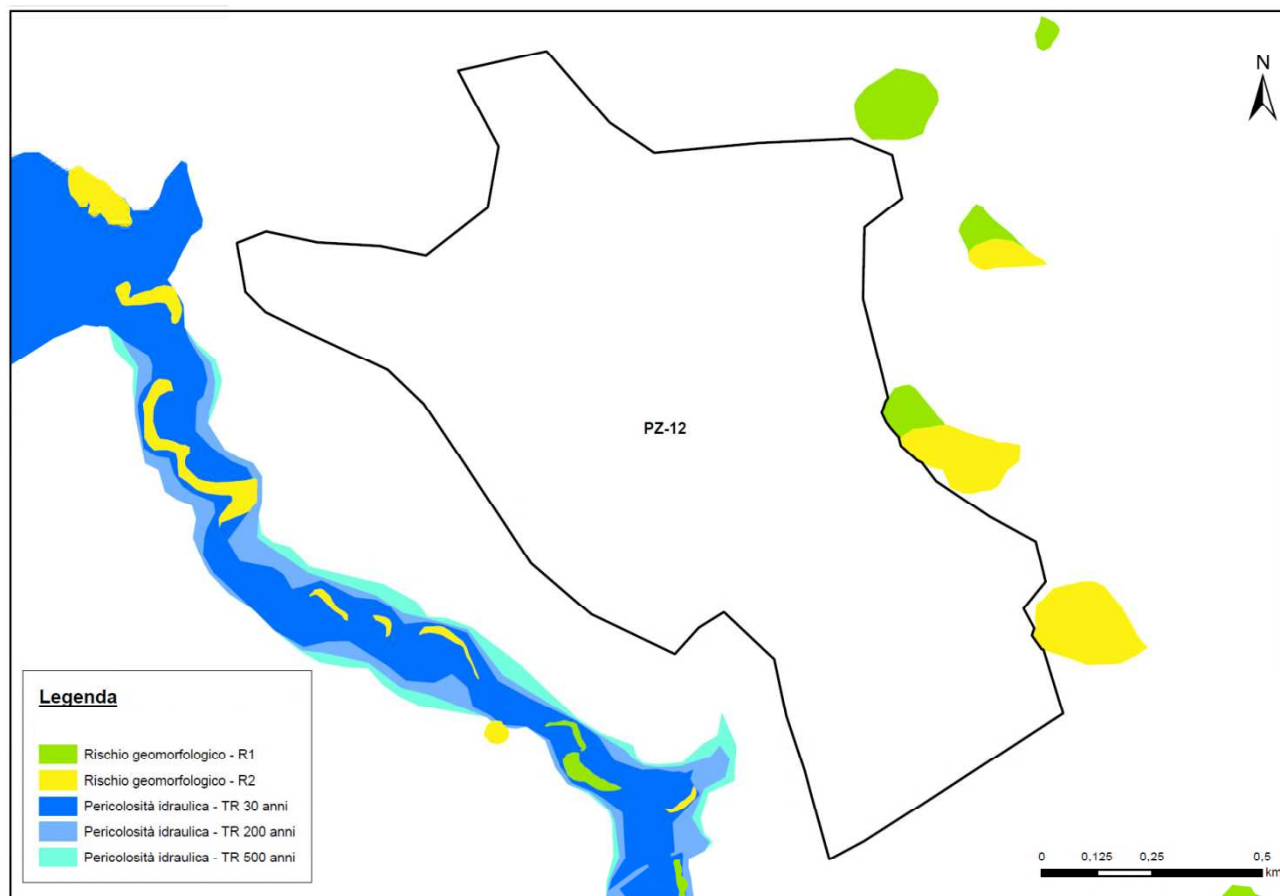 N
PZ-12
Legenda
Rischio geomorfologico - R1
Rischio geomorfologico - R2
Pericolosità idraulica - TR 30 anni
Pericolosità idraulica - TR 200 anni
Pericolosità idraulica - TR 500 anni
0 0,125 0,25 0,5
km